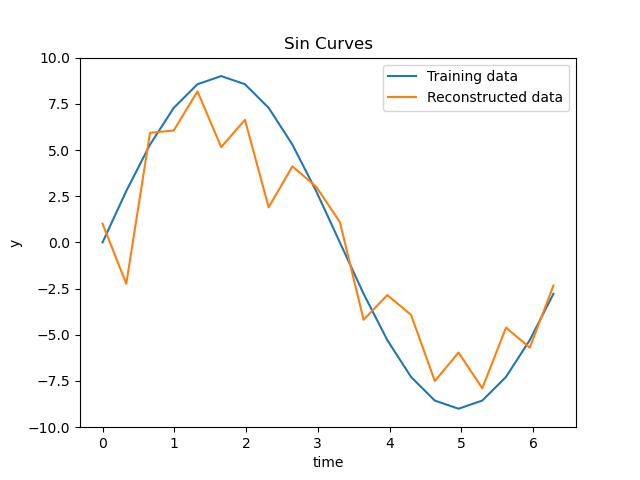 Sin Curves
Training data
Reconstructed data
10.0
7.5
5.0
2.5
0.0
−2.5
−5.0
−7.5
−10.0
y
0 1 2 3 4 5 6
time